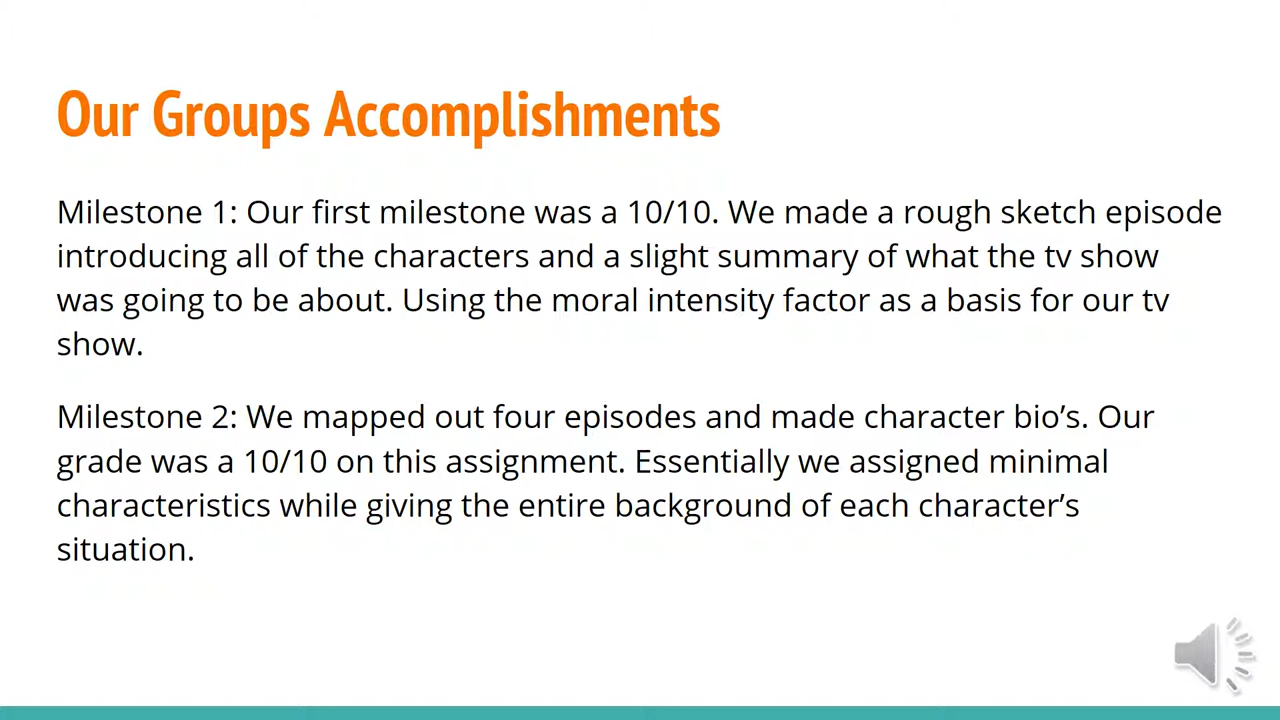 Our Groups Accomplishments
Milestone 1: Our first milestone was a 10/10. We made a rough sketch episode
introducing all of the characters and a slight summary of what the tv show
was going to be about. Using the moral intensity factor as a basis for our tv
show.
Milestone 2: We mapped out four episodes and made character bio’s. Our
grade was a 10/10 on this assignment. Essentially we assigned minimal
characteristics while giving the entire background of each character’s
situation.